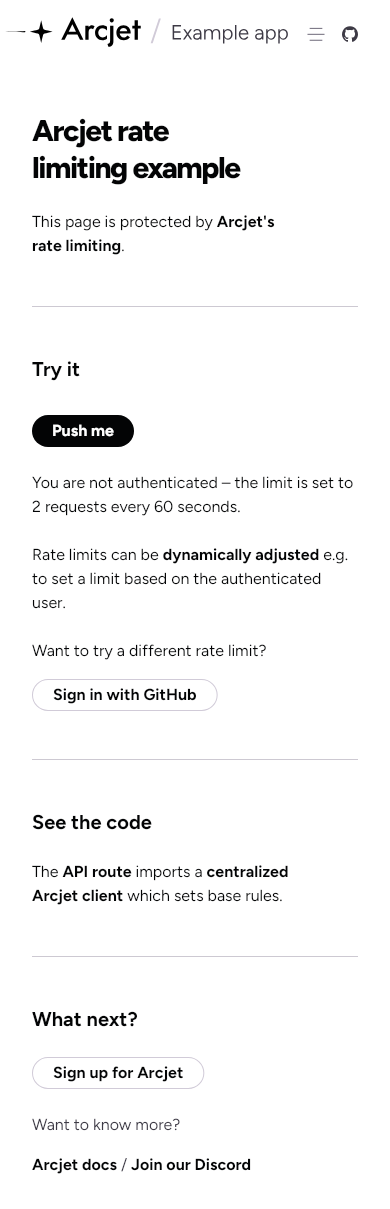 Arcjet / Example app
Arcjet rate
limiting example
This page is protected by Arcjet's
rate limiting.
Try it
Push me
You are not authenticated – the limit is set to
2 requests every 60 seconds.
Rate limits can be dynamically adjusted e.g.
to set a limit based on the authenticated
user.
Want to try a different rate limit?
Sign in with GitHub
See the code
The API route imports a centralized
Arcjet client which sets base rules.
What next?
Sign up for Arcjet
Want to know more?
Arcjet docs / Join our Discord